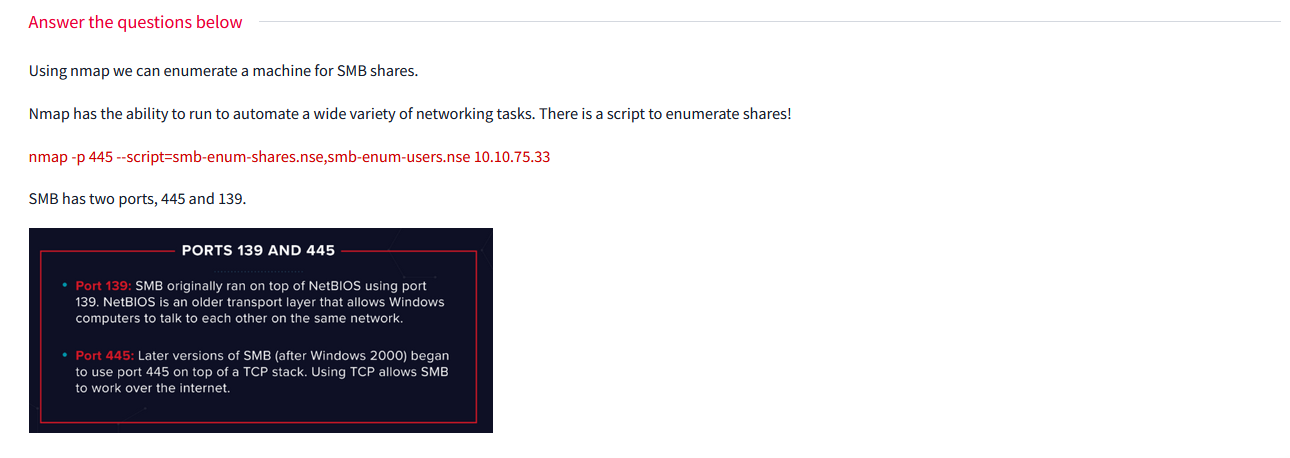 Answer the questions below
Using nmap we can enumerate a machine for SMB shares.
Nmap has the ability to run to automate a wide variety of networking tasks. There is a script to enumerate shares!
nmap -p 445 --script=smb-enum-shares.nse,smb-enum-users.nse 10.10.75.33
SMB has two ports, 445 and 139.
PORTS 139 AND 445
• Port 139: SMB originally ran on top of NetBIOS using port
139. NetBIOS is an older transport layer that allows Windows
computers to talk to each other on the same network.
• Port 445: Later versions of SMB (after Windows 2000) began
to use port 445 on top of a TCP stack. Using TCP allows SMB
to work over the internet.